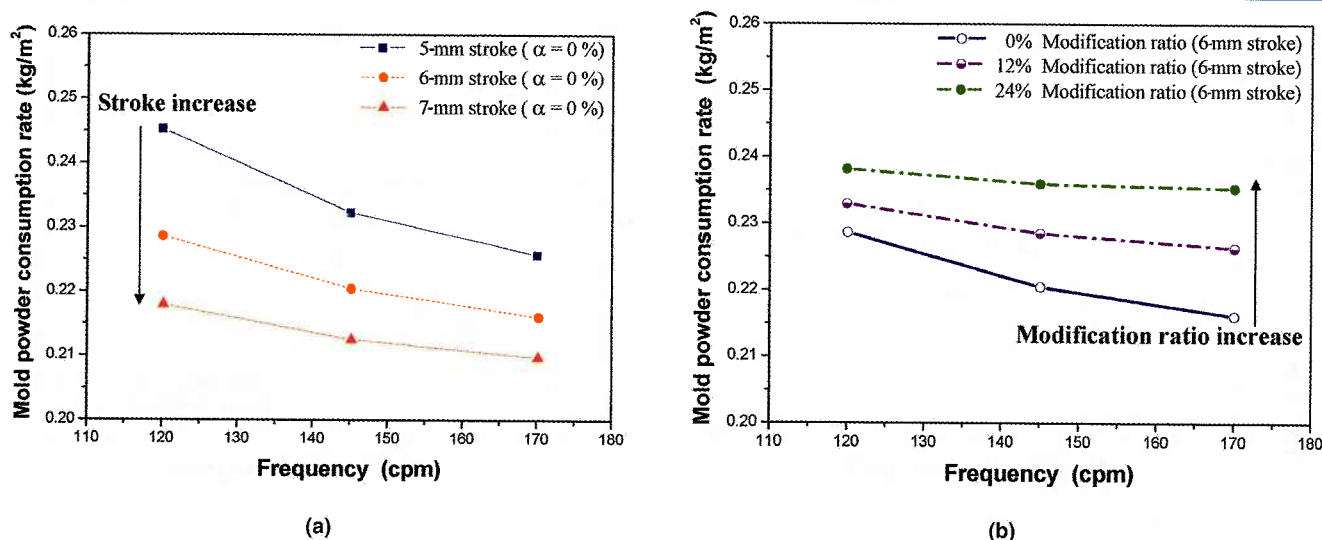 Mold powder consumption rate (kg/m²)
0.26
0.25
0.24
0.23
0.22
0.21
0.20
5-mm stroke ( α = 0 %)
6-mm stroke ( α = 0 %)
7-mm stroke ( α = 0 %)
Stroke increase
110 120 130 140 150 160 170 180
Frequency (cpm)
(a)
Mold powder consumption rate (kg/m²)
0.26
0.25
0.24
0.23
0.22
0.21
0.20
0% Modification ratio (6-mm stroke)
12% Modification ratio (6-mm stroke)
24% Modification ratio (6-mm stroke)
Modification ratio increase
110 120 130 140 150 160 170 180
Frequency (cpm)
(b)